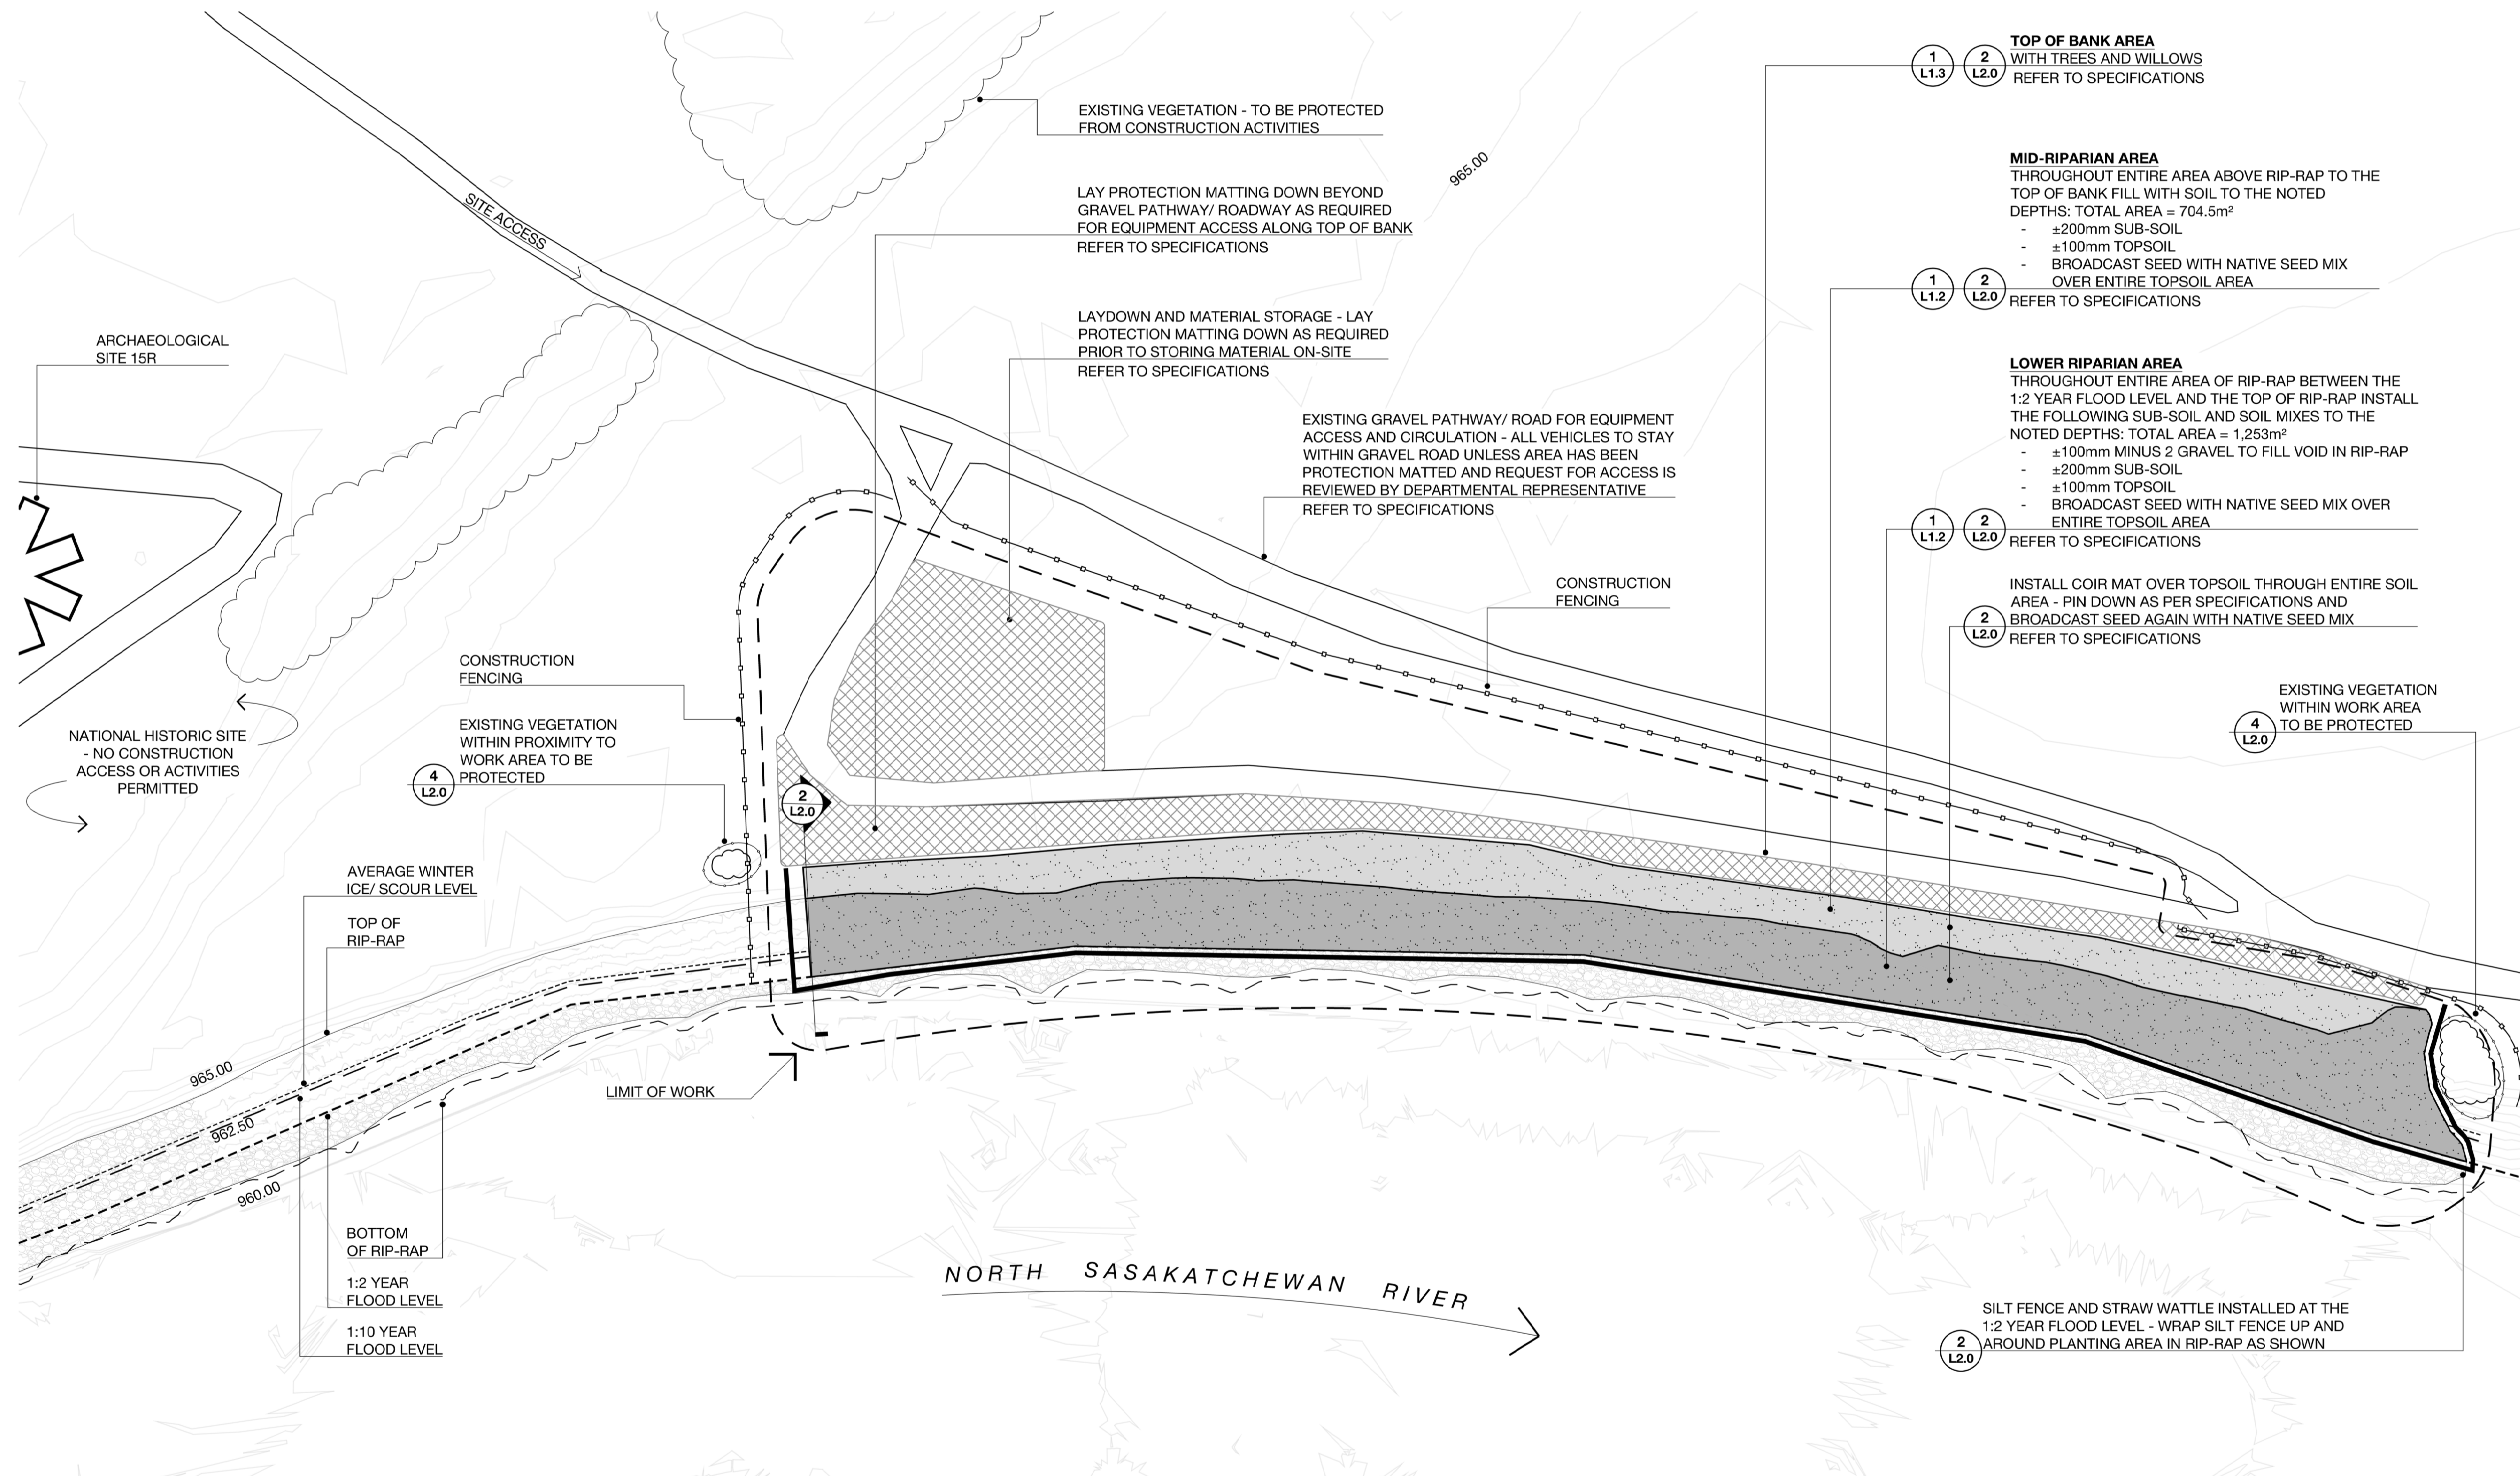 1
L1.3
2
L2.0
TOP OF BANK AREA
WITH TREES AND WILLOWS
REFER TO SPECIFICATIONS
EXISTING VEGETATION - TO BE PROTECTED
FROM CONSTRUCTION ACTIVITIES
965.00
MID-RIPARIAN AREA
THROUGHOUT ENTIRE AREA ABOVE RIP-RAP TO THE
TOP OF BANK FILL WITH SOIL TO THE NOTED
DEPTHS: TOTAL AREA = 704.5m²
- ±200mm SUB-SOIL
- ±100mm TOPSOIL
- BROADCAST SEED WITH NATIVE SEED MIX
OVER ENTIRE TOPSOIL AREA
1
L1.2
2
L2.0
REFER TO SPECIFICATIONS
LAY PROTECTION MATTING DOWN BEYOND
GRAVEL PATHWAY/ ROADWAY AS REQUIRED
FOR EQUIPMENT ACCESS ALONG TOP OF BANK
REFER TO SPECIFICATIONS
SITE ACCESS
LAYDOWN AND MATERIAL STORAGE - LAY
PROTECTION MATTING DOWN AS REQUIRED
PRIOR TO STORING MATERIAL ON-SITE
REFER TO SPECIFICATIONS
ARCHAEOLOGICAL
SITE 15R
LOWER RIPARIAN AREA
THROUGHOUT ENTIRE AREA OF RIP-RAP BETWEEN THE
1:2 YEAR FLOOD LEVEL AND THE TOP OF RIP-RAP INSTALL
THE FOLLOWING SUB-SOIL AND SOIL MIXES TO THE
NOTED DEPTHS: TOTAL AREA = 1,253m²
- ±100mm MINUS 2 GRAVEL TO FILL VOID IN RIP-RAP
- ±200mm SUB-SOIL
- ±100mm TOPSOIL
- BROADCAST SEED WITH NATIVE SEED MIX OVER
ENTIRE TOPSOIL AREA
1
L1.2
2
L2.0
REFER TO SPECIFICATIONS
EXISTING GRAVEL PATHWAY/ ROAD FOR EQUIPMENT
ACCESS AND CIRCULATION - ALL VEHICLES TO STAY
WITHIN GRAVEL ROAD UNLESS AREA HAS BEEN
PROTECTION MATTED AND REQUEST FOR ACCESS IS
REVIEWED BY DEPARTMENTAL REPRESENTATIVE
REFER TO SPECIFICATIONS
CONSTRUCTION
FENCING
INSTALL COIR MAT OVER TOPSOIL THROUGH ENTIRE SOIL
AREA - PIN DOWN AS PER SPECIFICATIONS AND
BROADCAST SEED AGAIN WITH NATIVE SEED MIX
2
L2.0
REFER TO SPECIFICATIONS
CONSTRUCTION
FENCING
EXISTING VEGETATION
WITHIN WORK AREA
TO BE PROTECTED
4
L2.0
EXISTING VEGETATION
WITHIN PROXIMITY TO
WORK AREA TO BE
PROTECTED
4
L2.0
NATIONAL HISTORIC SITE
- NO CONSTRUCTION
ACCESS OR ACTIVITIES
PERMITTED
2
L2.0
AVERAGE WINTER
ICE/ SCOUR LEVEL
TOP OF
RIP-RAP
965.00
LIMIT OF WORK
962.50
960.00
BOTTOM
OF RIP-RAP
1:2 YEAR
FLOOD LEVEL
1:10 YEAR
FLOOD LEVEL
NORTH SASAKATCHEWAN RIVER
SILT FENCE AND STRAW WATTLE INSTALLED AT THE
1:2 YEAR FLOOD LEVEL - WRAP SILT FENCE UP AND
AROUND PLANTING AREA IN RIP-RAP AS SHOWN
2
L2.0